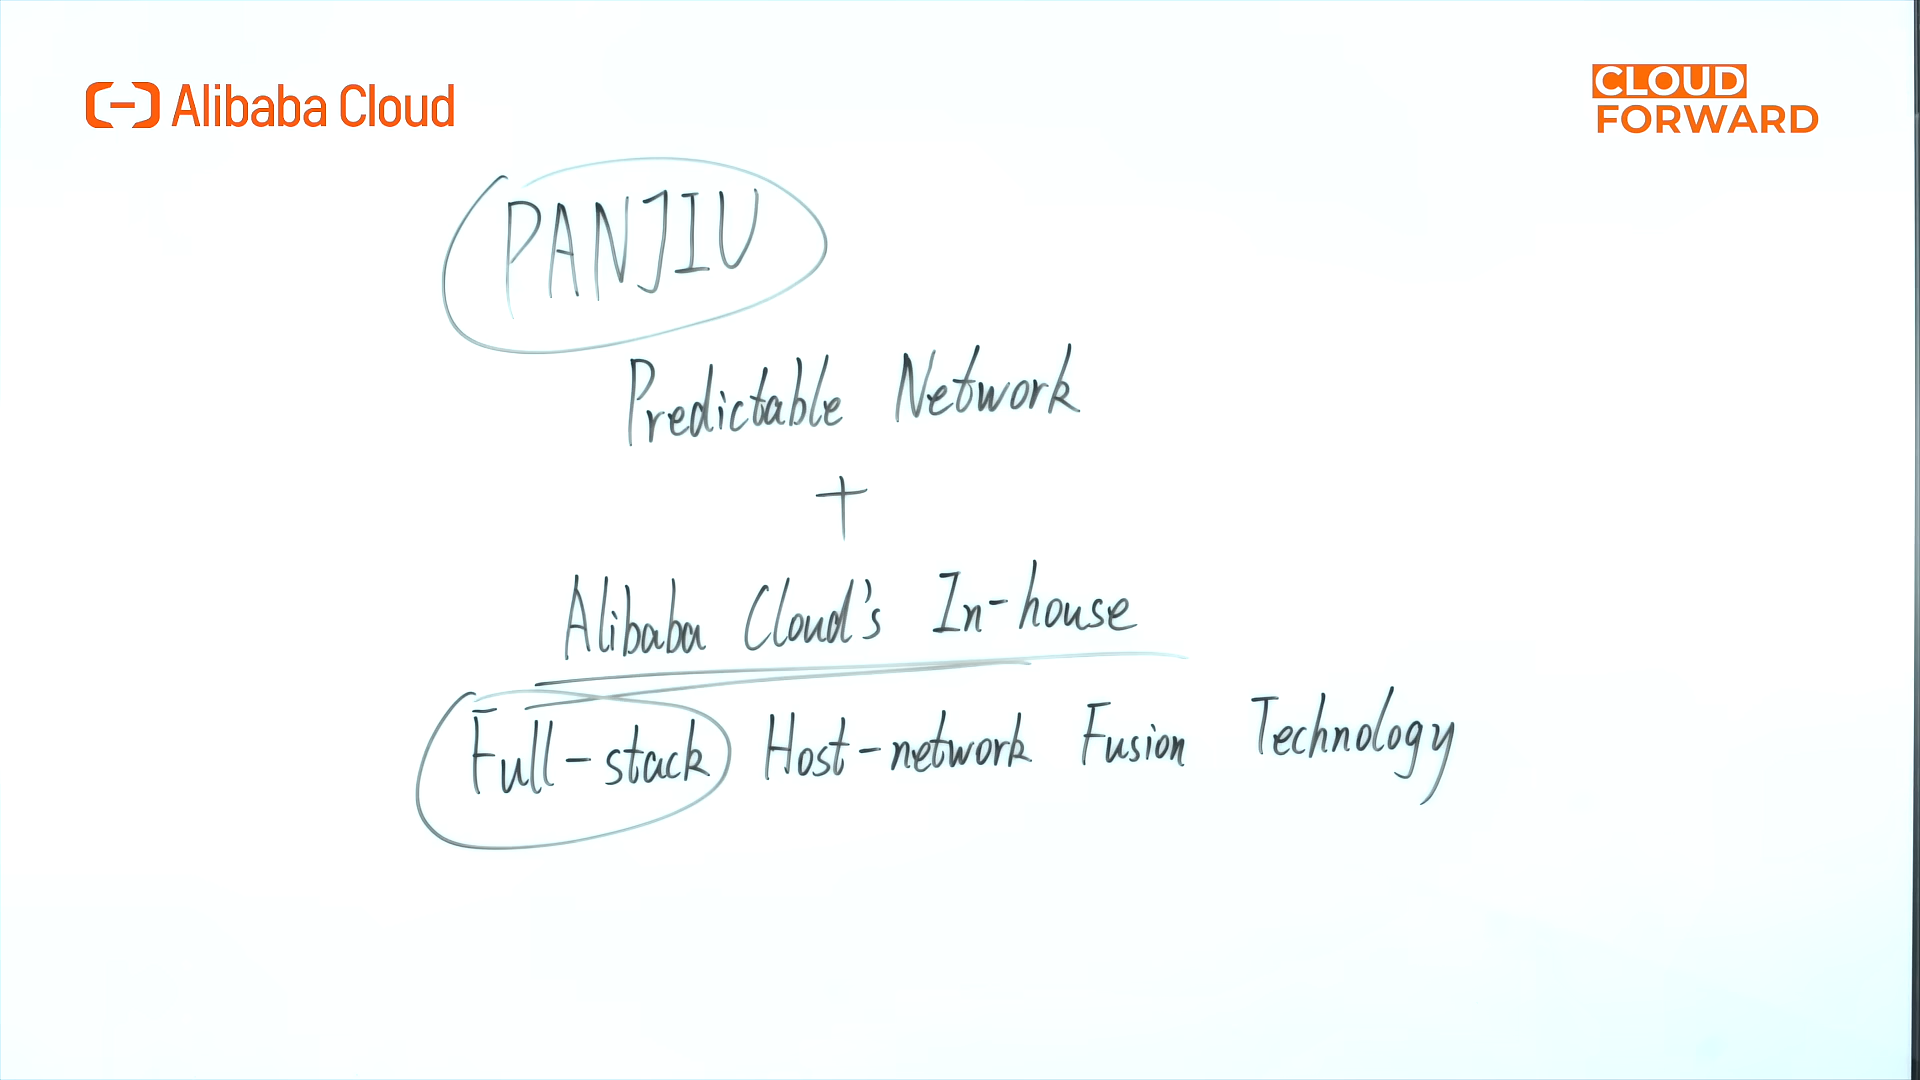 Alibaba Cloud
CLOUD
FORWARD
PANJIU
Predictable Network
+
Alibaba Cloud's In-house
Full-stack Host-network Fusion Technology